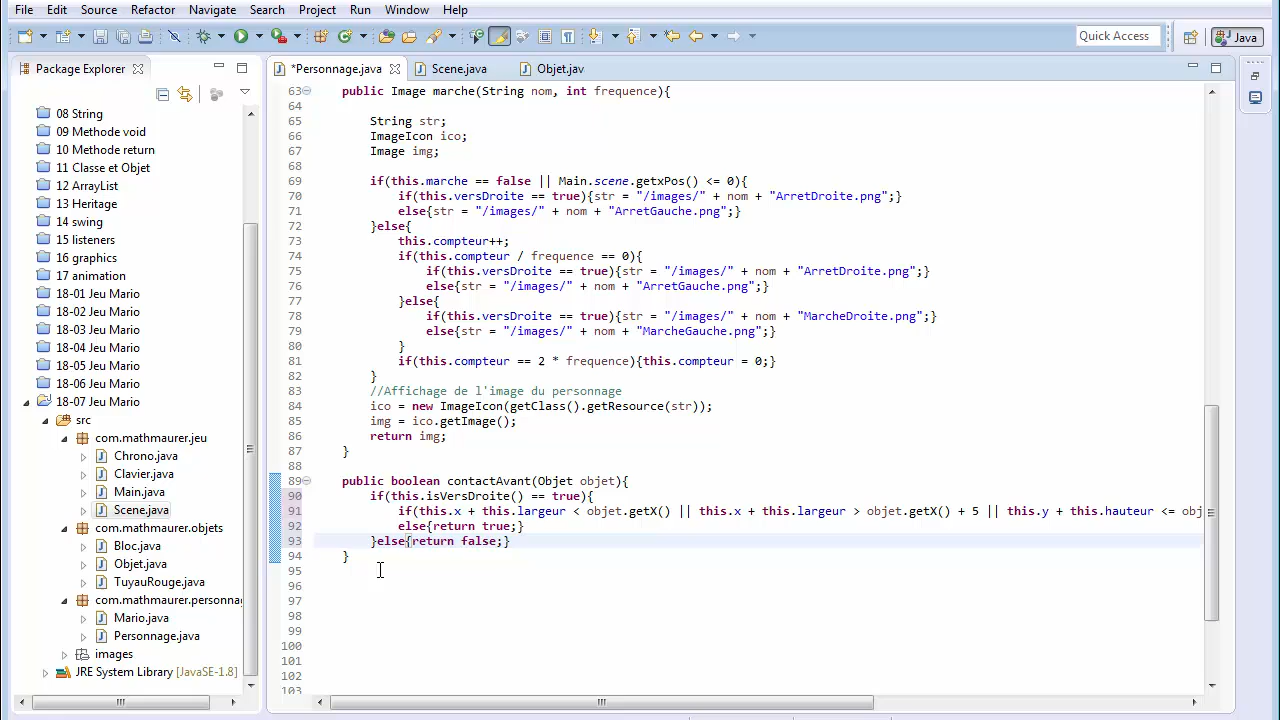 File Edit Source Refactor Navigate Search Project Run Window Help
Quick Access
Java
Package Explorer
*Personnage.java
Scene.java
Objet.jav
08 String
09 Methode void
10 Methode return
11 Classe et Objet
12 ArrayList
13 Heritage
14 swing
15 listeners
16 graphics
17 animation
18-01 Jeu Mario
18-02 Jeu Mario
18-03 Jeu Mario
18-04 Jeu Mario
18-05 Jeu Mario
18-06 Jeu Mario
18-07 Jeu Mario
src
com.mathmaurer.jeu
Chrono.java
Clavier.java
Main.java
Scene.java
com.mathmaurer.objets
Bloc.java
Objet.java
TuyauRouge.java
com.mathmaurer.personnag
Mario.java
Personnage.java
images
JRE System Library [JavaSE-1.8]
63 public Image marche(String nom, int frequence){
64
65 String str;
66 ImageIcon ico;
67 Image img;
68
69 if(this.marche == false || Main.scene.getxPos() <= 0){
70 if(this.versDroite == true){str = "/images/" + nom + "ArretDroite.png";}
71 else{str = "/images/" + nom + "ArretGauche.png";}
72 }else{
73 this.compteur++;
74 if(this.compteur / frequence == 0){
75 if(this.versDroite == true){str = "/images/" + nom + "ArretDroite.png";}
76 else{str = "/images/" + nom + "ArretGauche.png";}
77 }else{
78 if(this.versDroite == true){str = "/images/" + nom + "MarcheDroite.png";}
79 else{str = "/images/" + nom + "MarcheGauche.png";}
80 }
81 if(this.compteur == 2 * frequence){this.compteur = 0;}
82 }
83 //Affichage de l'image du personnage
84 ico = new ImageIcon(getClass().getResource(str));
85 img = ico.getImage();
86 return img;
87 }
88
89 public boolean contactAvant(Objet objet){
90 if(this.isVersDroite() == true){
91 if(this.x + this.largeur < objet.getX() || this.x + this.largeur > objet.getX() + 5 || this.y + this.hauteur <= obj
92 else{return true;}
93 }else{return false;}
94 }
95
96
97
98
99
100
101
102
103